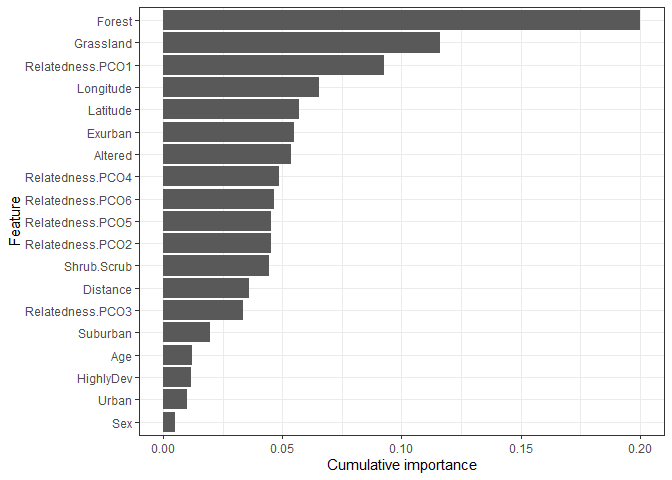 Forest
Grassland
Relatedness.PCO1
Longitude
Latitude
Exurban
Altered
Relatedness.PCO4
Relatedness.PCO6
Relatedness.PCO5
Relatedness.PCO2
Shrub.Scrub
Distance
Relatedness.PCO3
Suburban
Age
HighlyDev
Urban
Sex
Feature
0.00 0.05 0.10 0.15 0.20
Cumulative importance